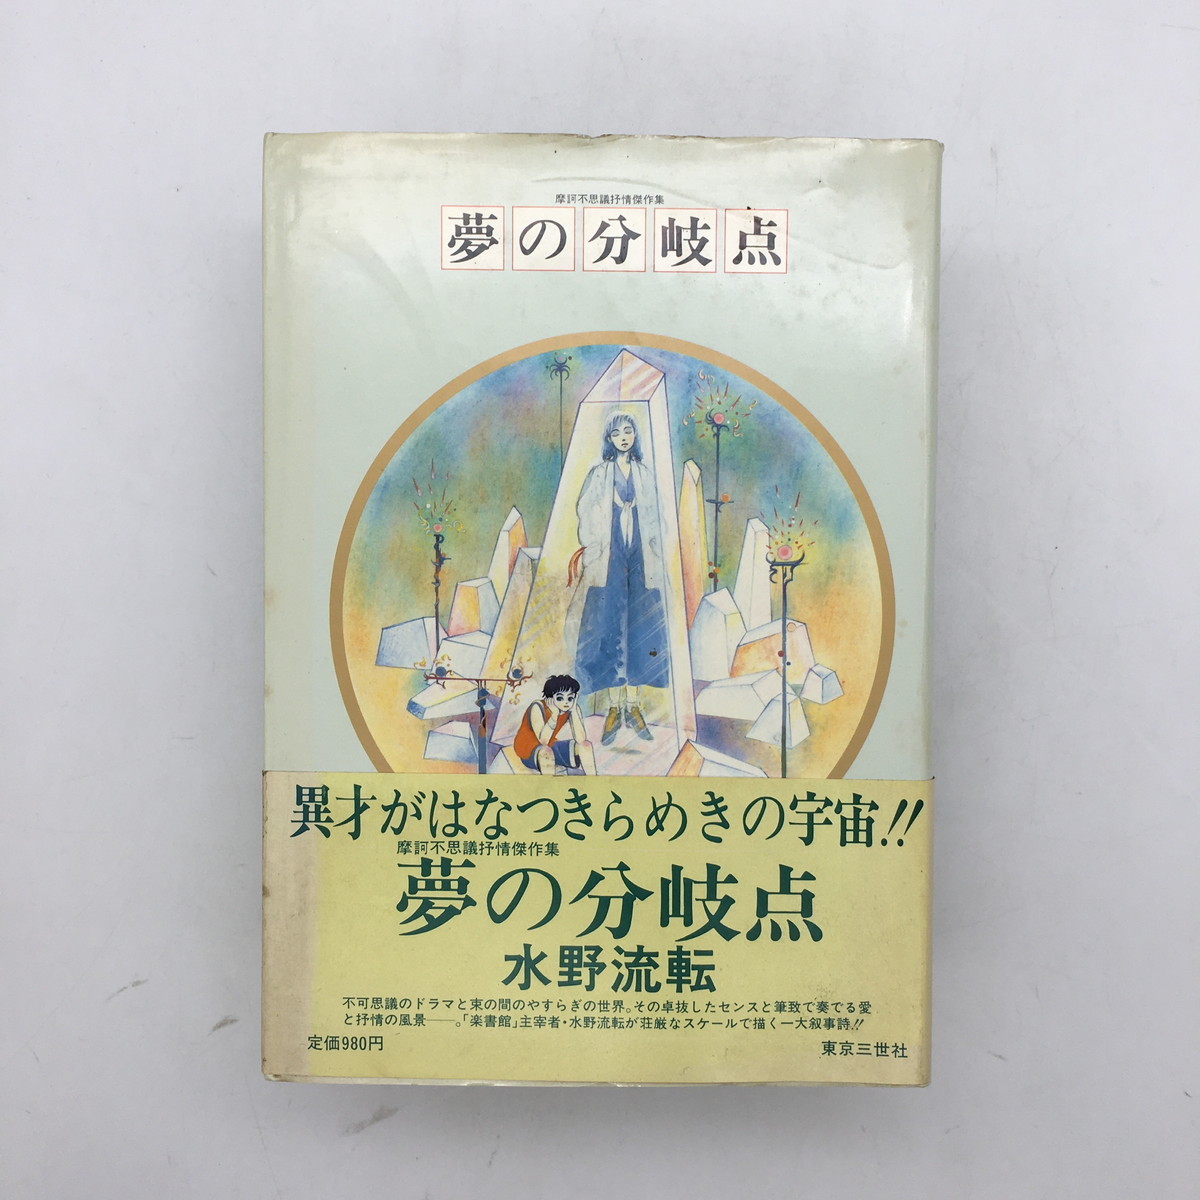 摩訶不思議抒情傑作集
夢の分岐点
異才がはなつきらめきの宇宙!!
摩訶不思議抒情傑作集
夢の分岐点
水野流転
不可思議のドラマと束の間のやすらぎの世界。その卓抜したセンスと筆致で奏でる愛
と抒情の風景——。「楽書館」主宰者・水野流転が荘厳なスケールで描く一大叙事詩!!
定価980円
東京三世社